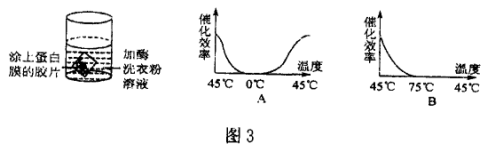 涂上蛋白
膜的胶片
加酶
洗衣粉
溶液
催化效率
45℃ 0℃ 45℃
温度
A
催化效率
45℃ 75℃ 45℃
温度
B
图3